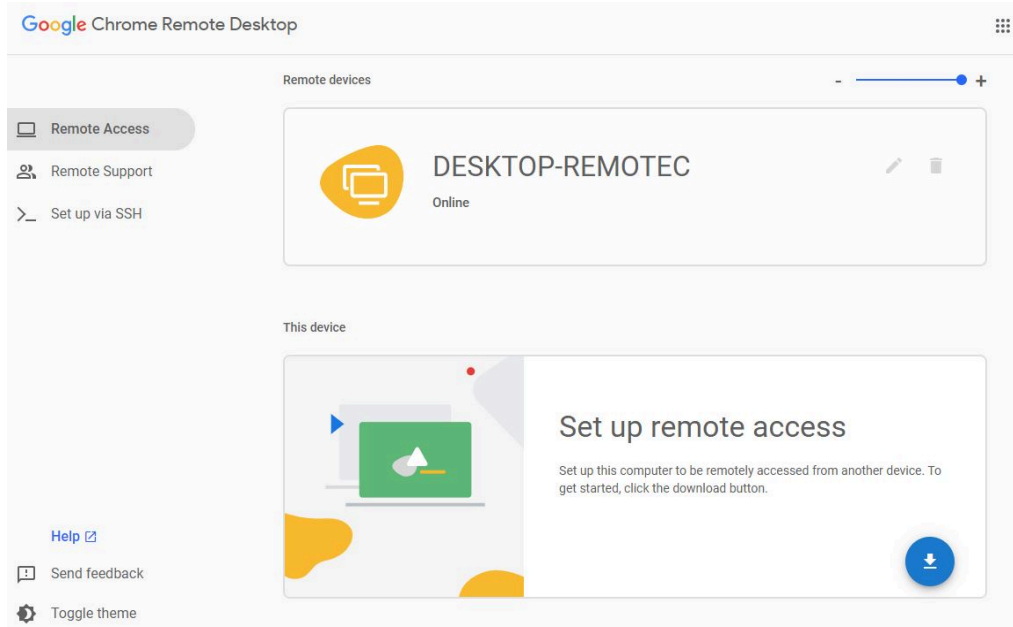 Google Chrome Remote Desktop
Remote devices
- +
Remote Access
Remote Support
Set up via SSH
DESKTOP-REMOTEC
Online
This device
Set up remote access
Set up this computer to be remotely accessed from another device. To
get started, click the download button.
Help
Send feedback
Toggle theme